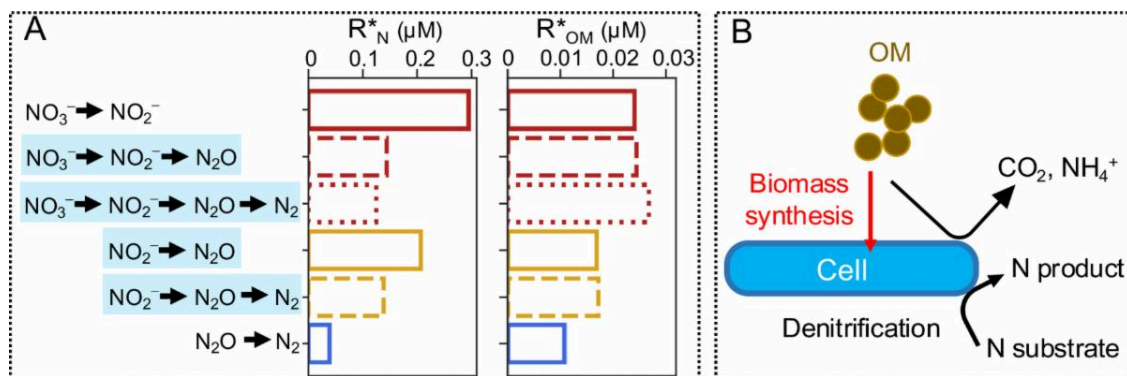 A
R*N (μM)
0 0.1 0.2 0.3
R*OM (μM)
0 0.01 0.02 0.03
NO₃⁻ ➔ NO₂⁻
NO₃⁻ ➔ NO₂⁻ ➔ N₂O
NO₃⁻ ➔ NO₂⁻ ➔ N₂O ➔ N₂
NO₂⁻ ➔ N₂O
NO₂⁻ ➔ N₂O ➔ N₂
N₂O ➔ N₂
B
OM
CO₂, NH₄⁺
Biomass
synthesis
Cell
N product
Denitrification
N substrate